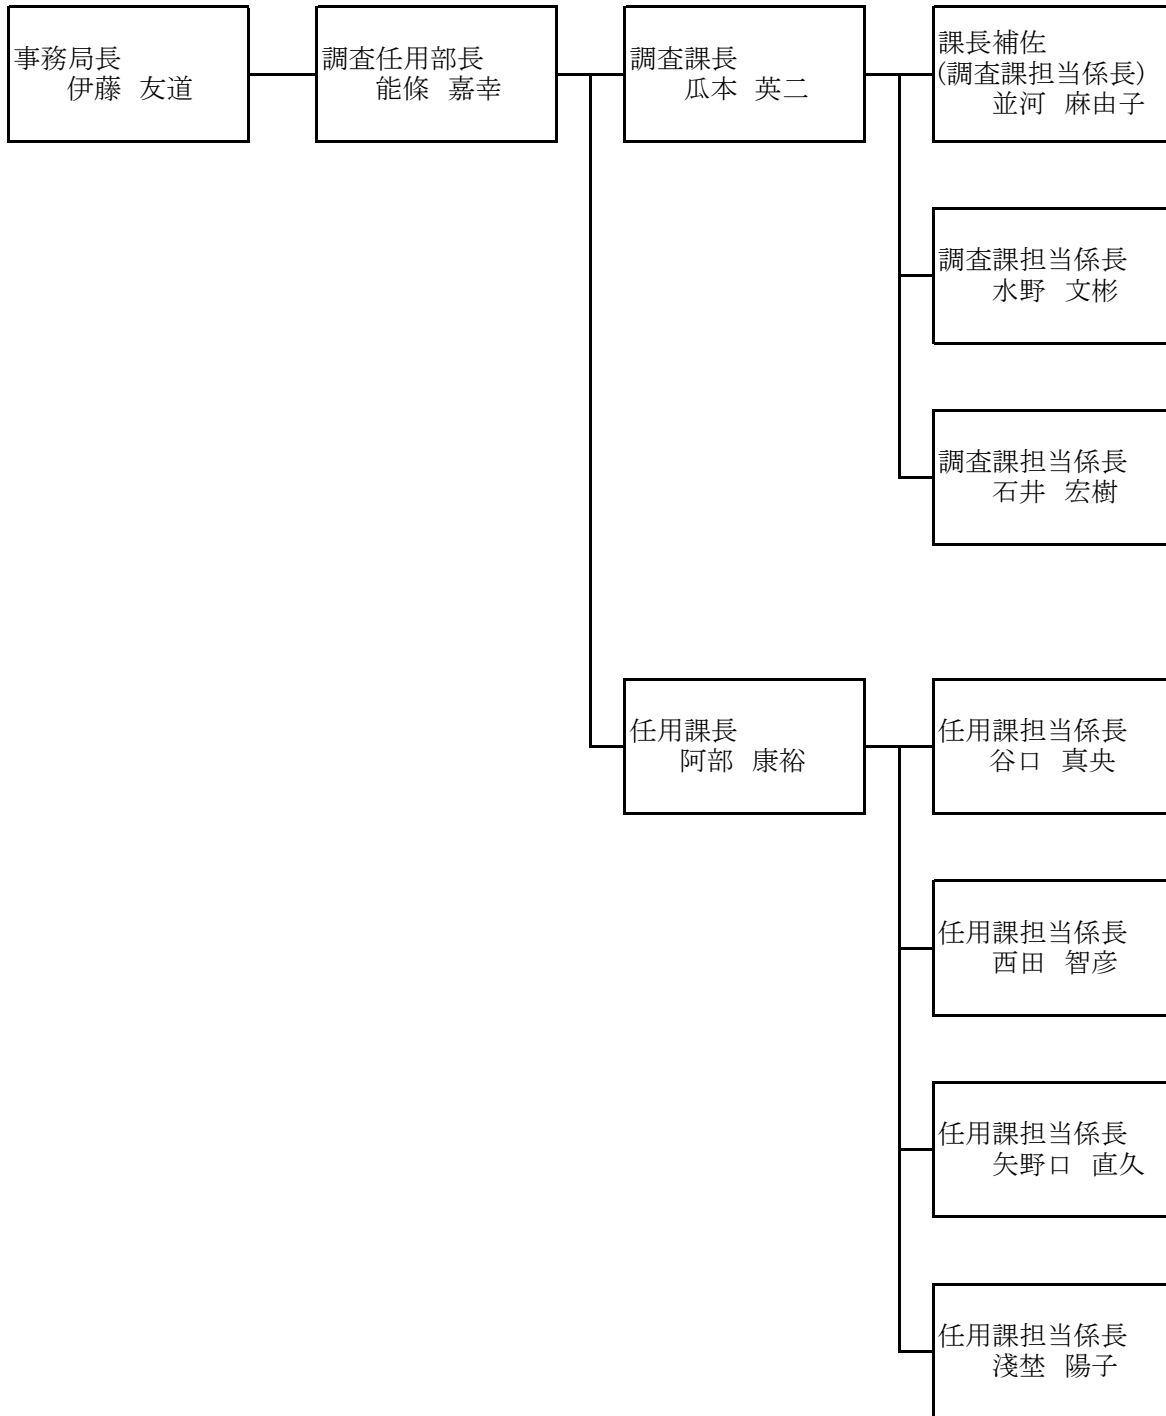 事務局長
伊藤 友道
調査任用部長
能條 嘉幸
調査課長
瓜本 英二
課長補佐
(調査課担当係長)
並河 麻由子
調査課担当係長
水野 文彬
調査課担当係長
石井 宏樹
任用課長
阿部 康裕
任用課担当係長
谷口 真央
任用課担当係長
西田 智彦
任用課担当係長
矢野口 直久
任用課担当係長
淺埜 陽子